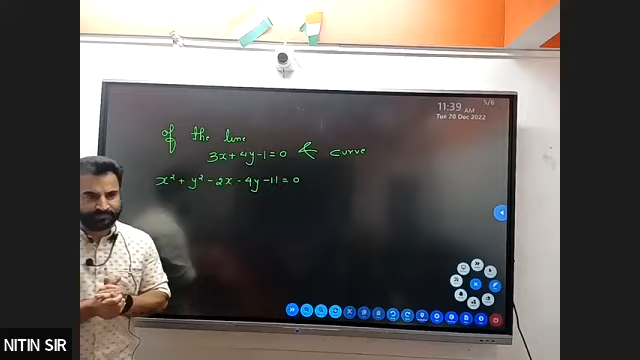 11:39 AM
Tue 20 Dec 2022
5/6
of the line
3x + 4y - 1 = 0 & curve
x² + y² - 2x - 4y - 11 = 0
NITIN SIR